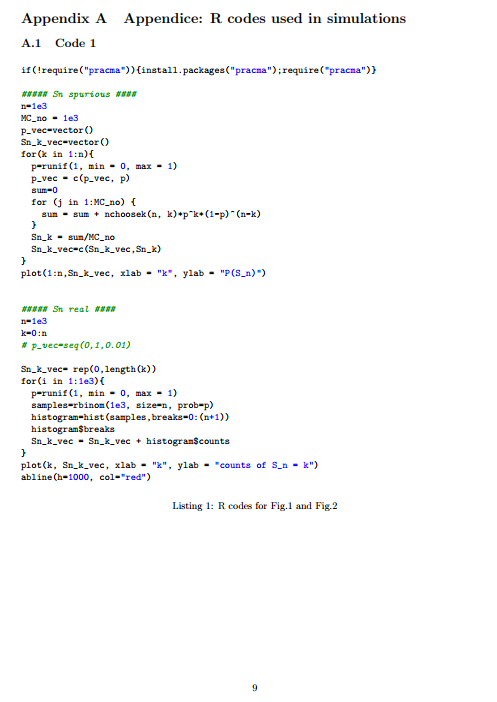 Appendix A Appendice: R codes used in simulations
A.1 Code 1
if(!require("pracma")){install.packages("pracma");require("pracma")}
##### Sn spurious ####
n=1e3
MC_no = 1e3
p_vec=vector()
Sn_k_vec=vector()
for(k in 1:n){
  p=runif(1, min = 0, max = 1)
  p_vec = c(p_vec, p)
  sum=0
  for (j in 1:MC_no) {
    sum = sum + nchoosek(n, k)*p^k*(1-p)^(n-k)
  }
  Sn_k = sum/MC_no
  Sn_k_vec=c(Sn_k_vec,Sn_k)
}
plot(1:n,Sn_k_vec, xlab = "k", ylab = "P(S_n)")
##### Sn real ####
n=1e3
k=0:n
# p_vec=seq(0,1,0.01)
Sn_k_vec= rep(0,length(k))
for(i in 1:1e3){
  p=runif(1, min = 0, max = 1)
  samples=rbinom(1e3, size=n, prob=p)
  histogram=hist(samples,breaks=0:(n+1))
  histogram$breaks
  Sn_k_vec = Sn_k_vec + histogram$counts
}
plot(k, Sn_k_vec, xlab = "k", ylab = "counts of S_n = k")
abline(h=1000, col="red")
Listing 1: R codes for Fig.1 and Fig.2
9